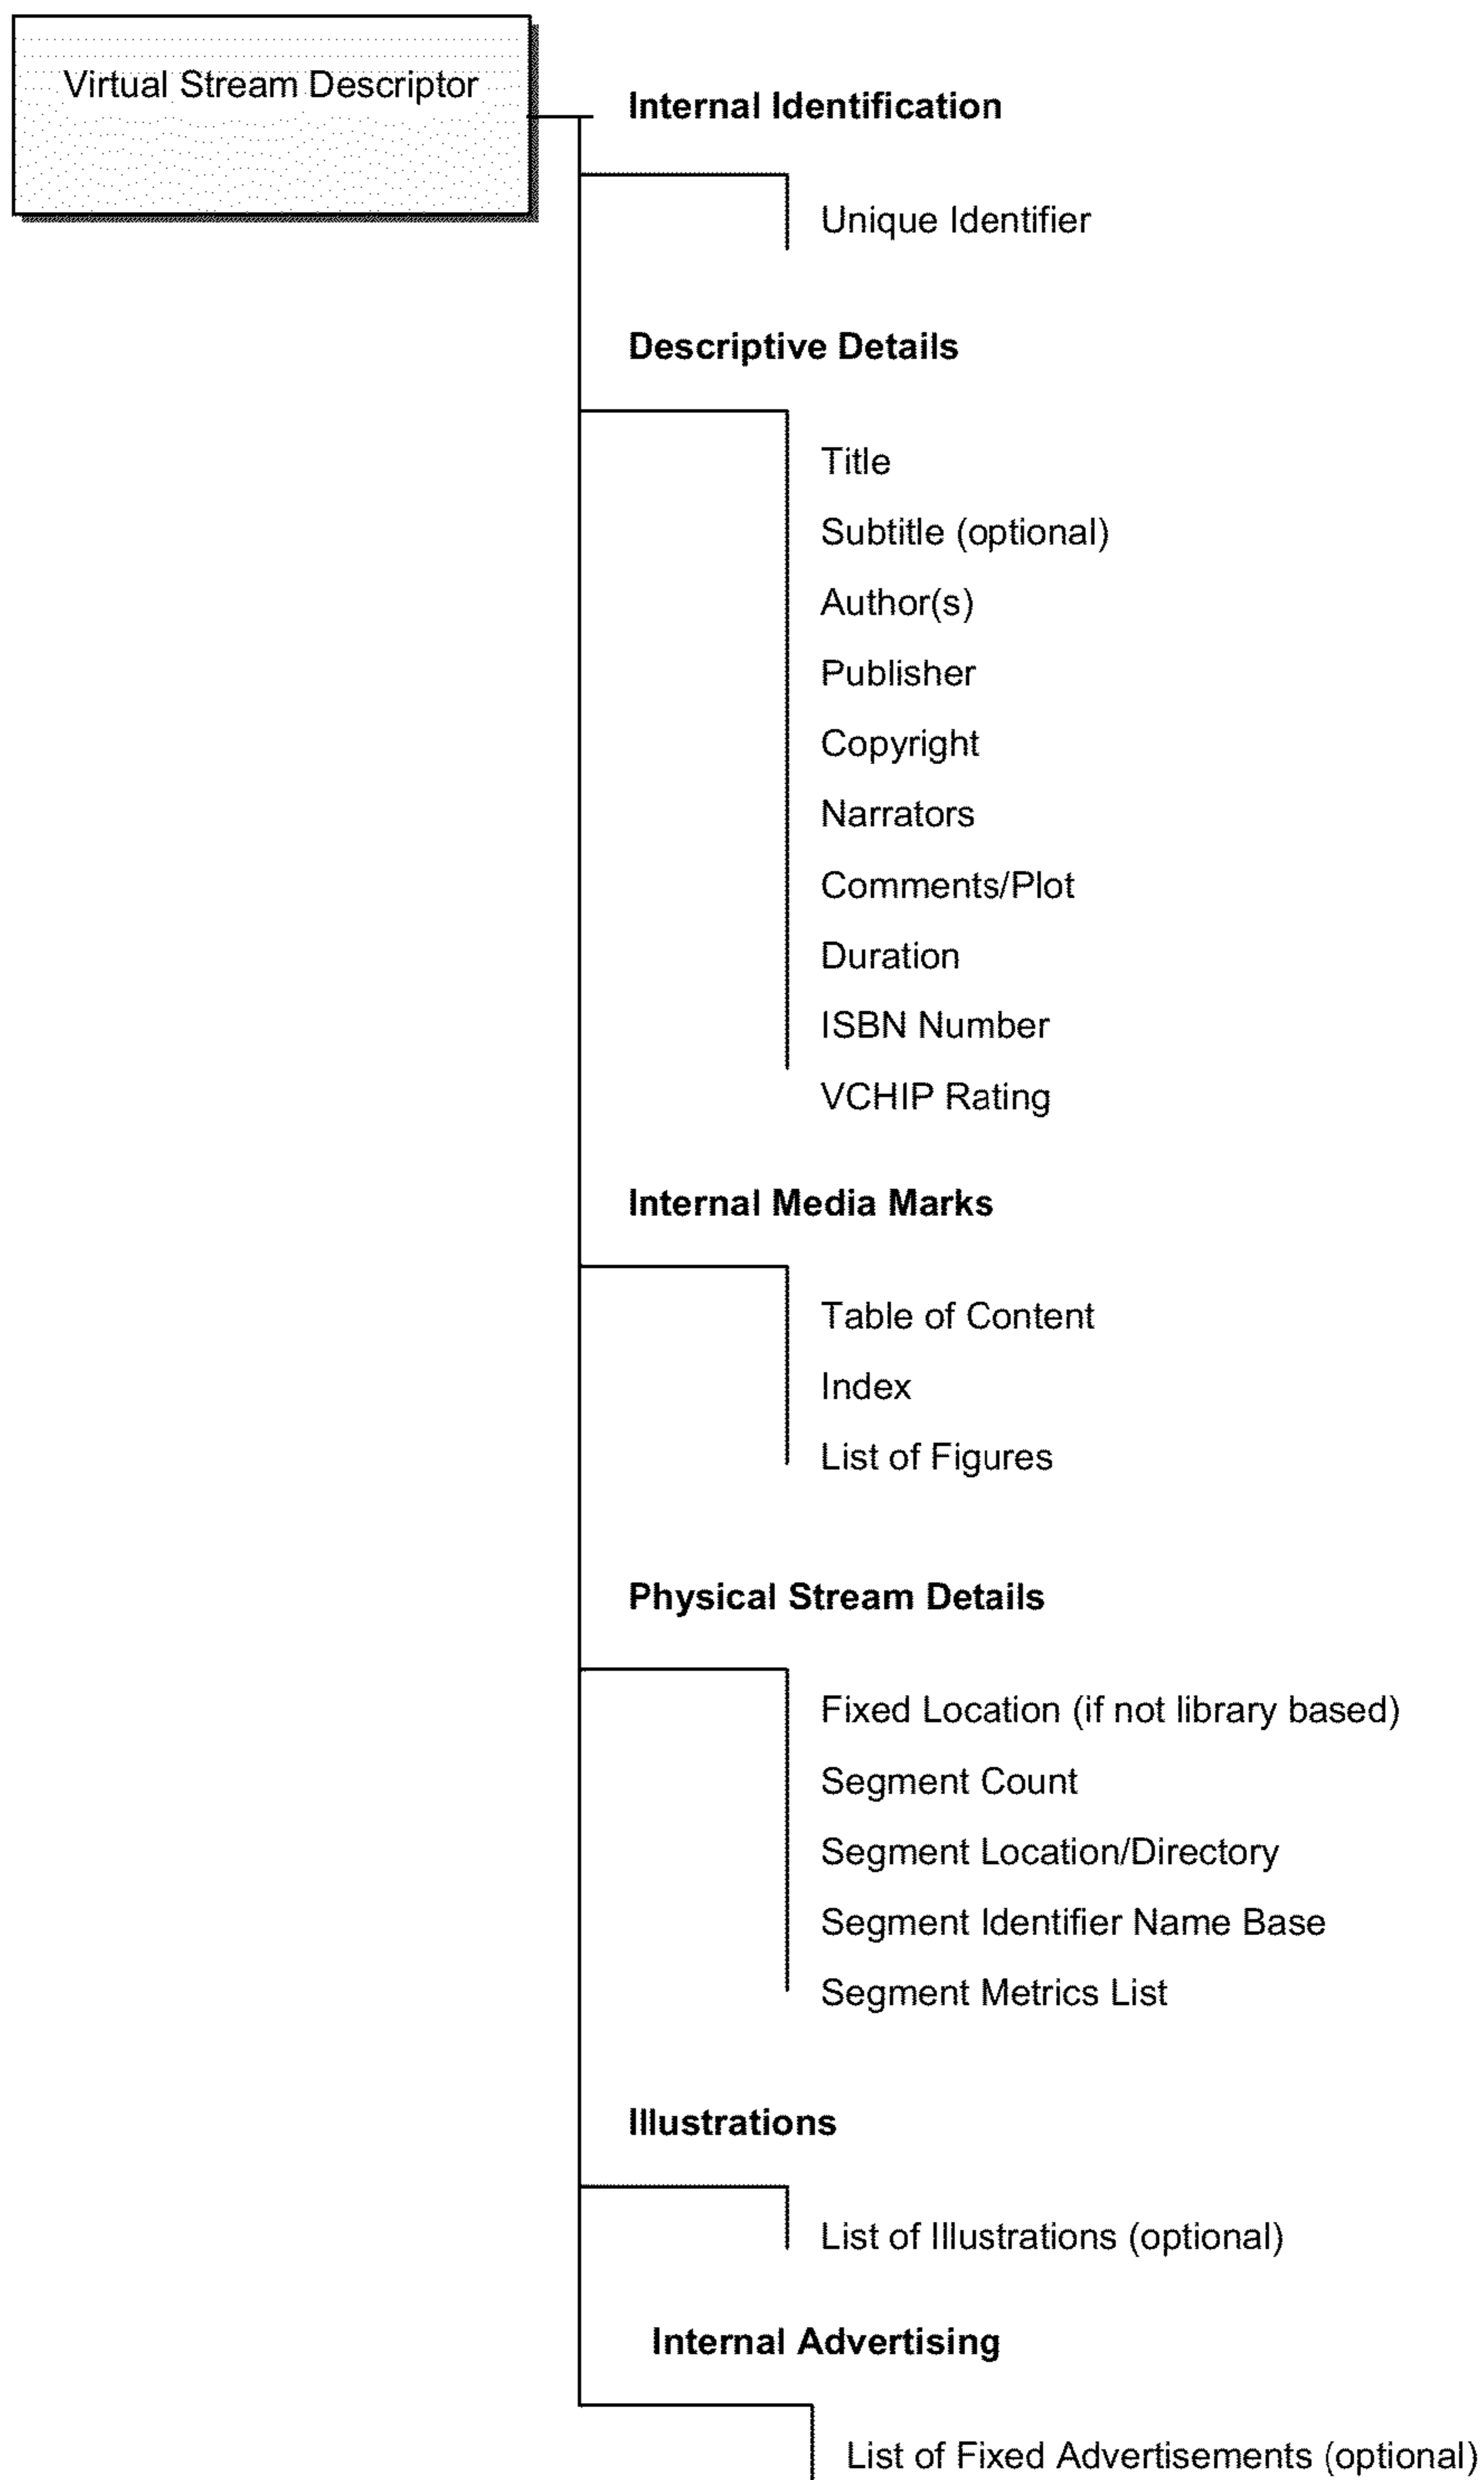 Virtual Stream Descriptor
Internal Identification
Unique Identifier
Descriptive Details
Title
Subtitle (optional)
Author(s)
Publisher
Copyright
Narrators
Comments/Plot
Duration
ISBN Number
VCHIP Rating
Internal Media Marks
Table of Content
Index
List of Figures
Physical Stream Details
Fixed Location (if not library based)
Segment Count
Segment Location/Directory
Segment Identifier Name Base
Segment Metrics List
Illustrations
List of Illustrations (optional)
Internal Advertising
List of Fixed Advertisements (optional)